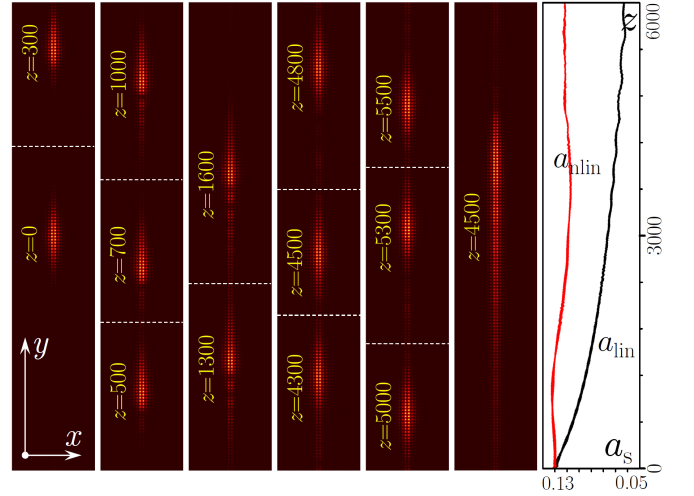 z=300
z=0
y
x
z=1000
z=700
z=500
z=1600
z=1300
z=4800
z=4500
z=4300
z=5500
z=5300
z=5000
z=4500
z
6000
3000
0
a_nlin
a_lin
a_s
0.13
0.05